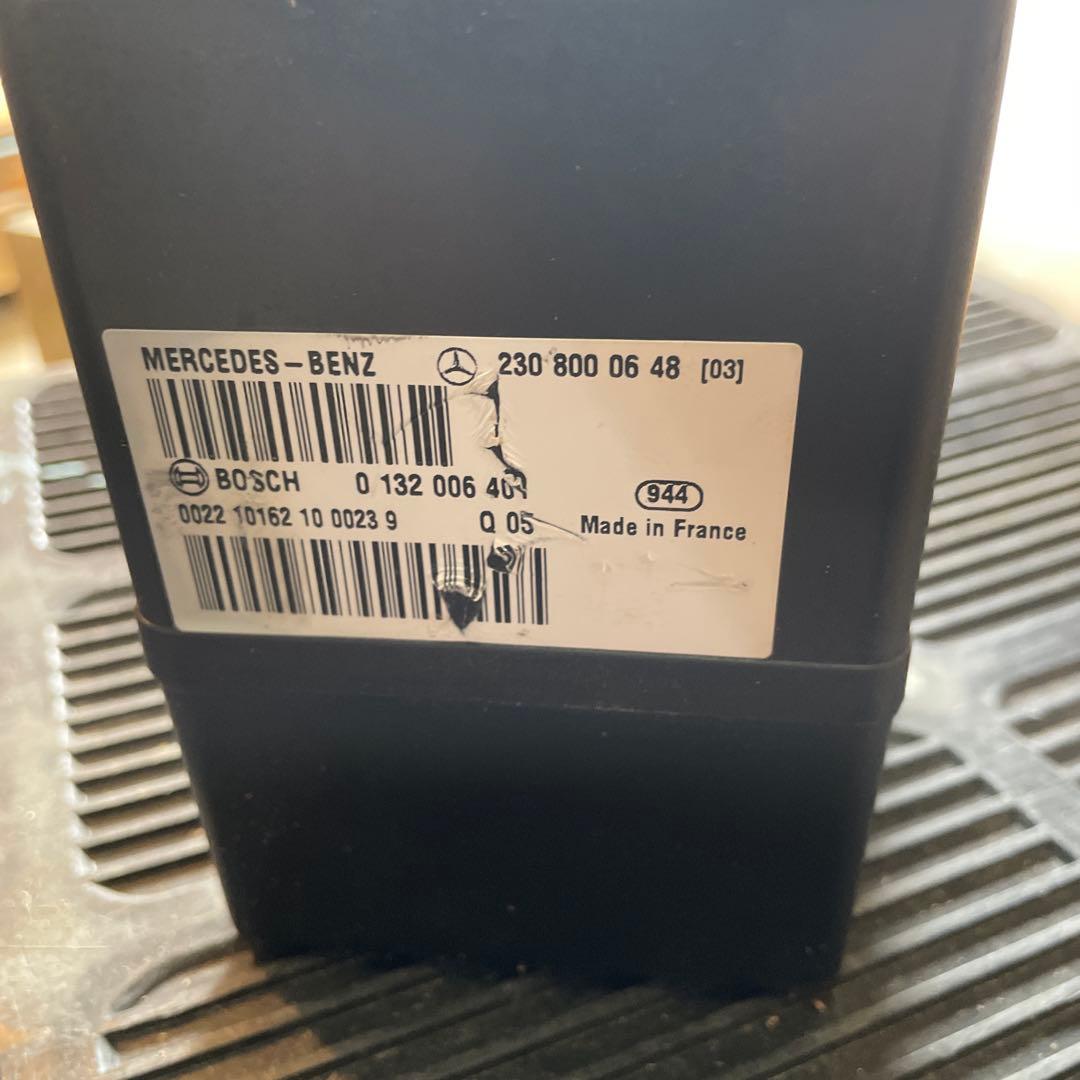 MERCEDES-BENZ 230 800 06 48 [03]
BOSCH 0 132 006
944
0022 10162 10 0023 9 Q 05 Made in France